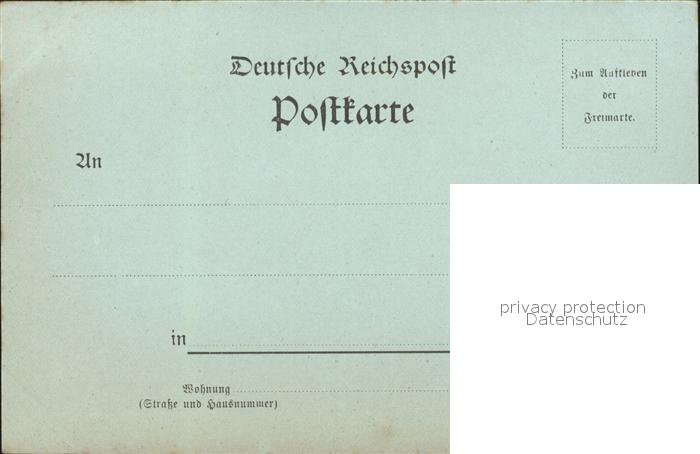 Deutsche Reichspost
Postkarte
Zum Aufkleben
der
Freimarke.
An
in
Wohnung
(Straße und Hausnummer)
privacy protection
Datenschutz